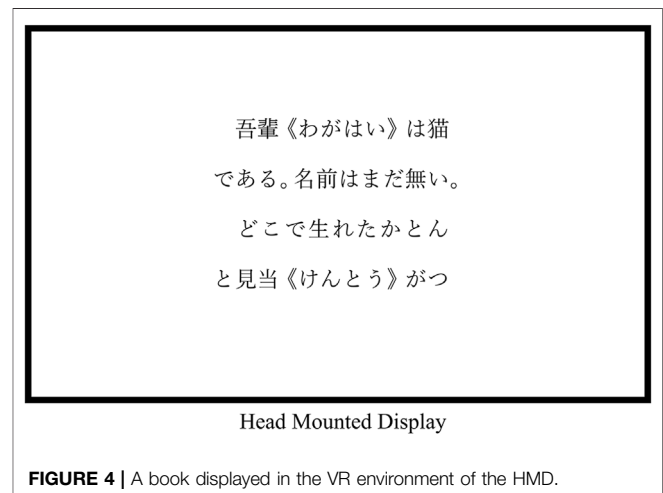 吾輩《わがはい》は猫
である。名前はまだ無い。
どこで生れたかとん
と見当《けんとう》がつ
Head Mounted Display
FIGURE 4 | A book displayed in the VR environment of the HMD.